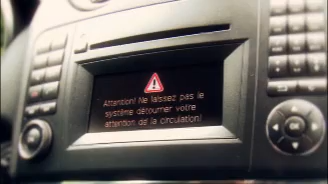 Attention! Ne laissez pas le
système détourner votre
attention de la circulation!